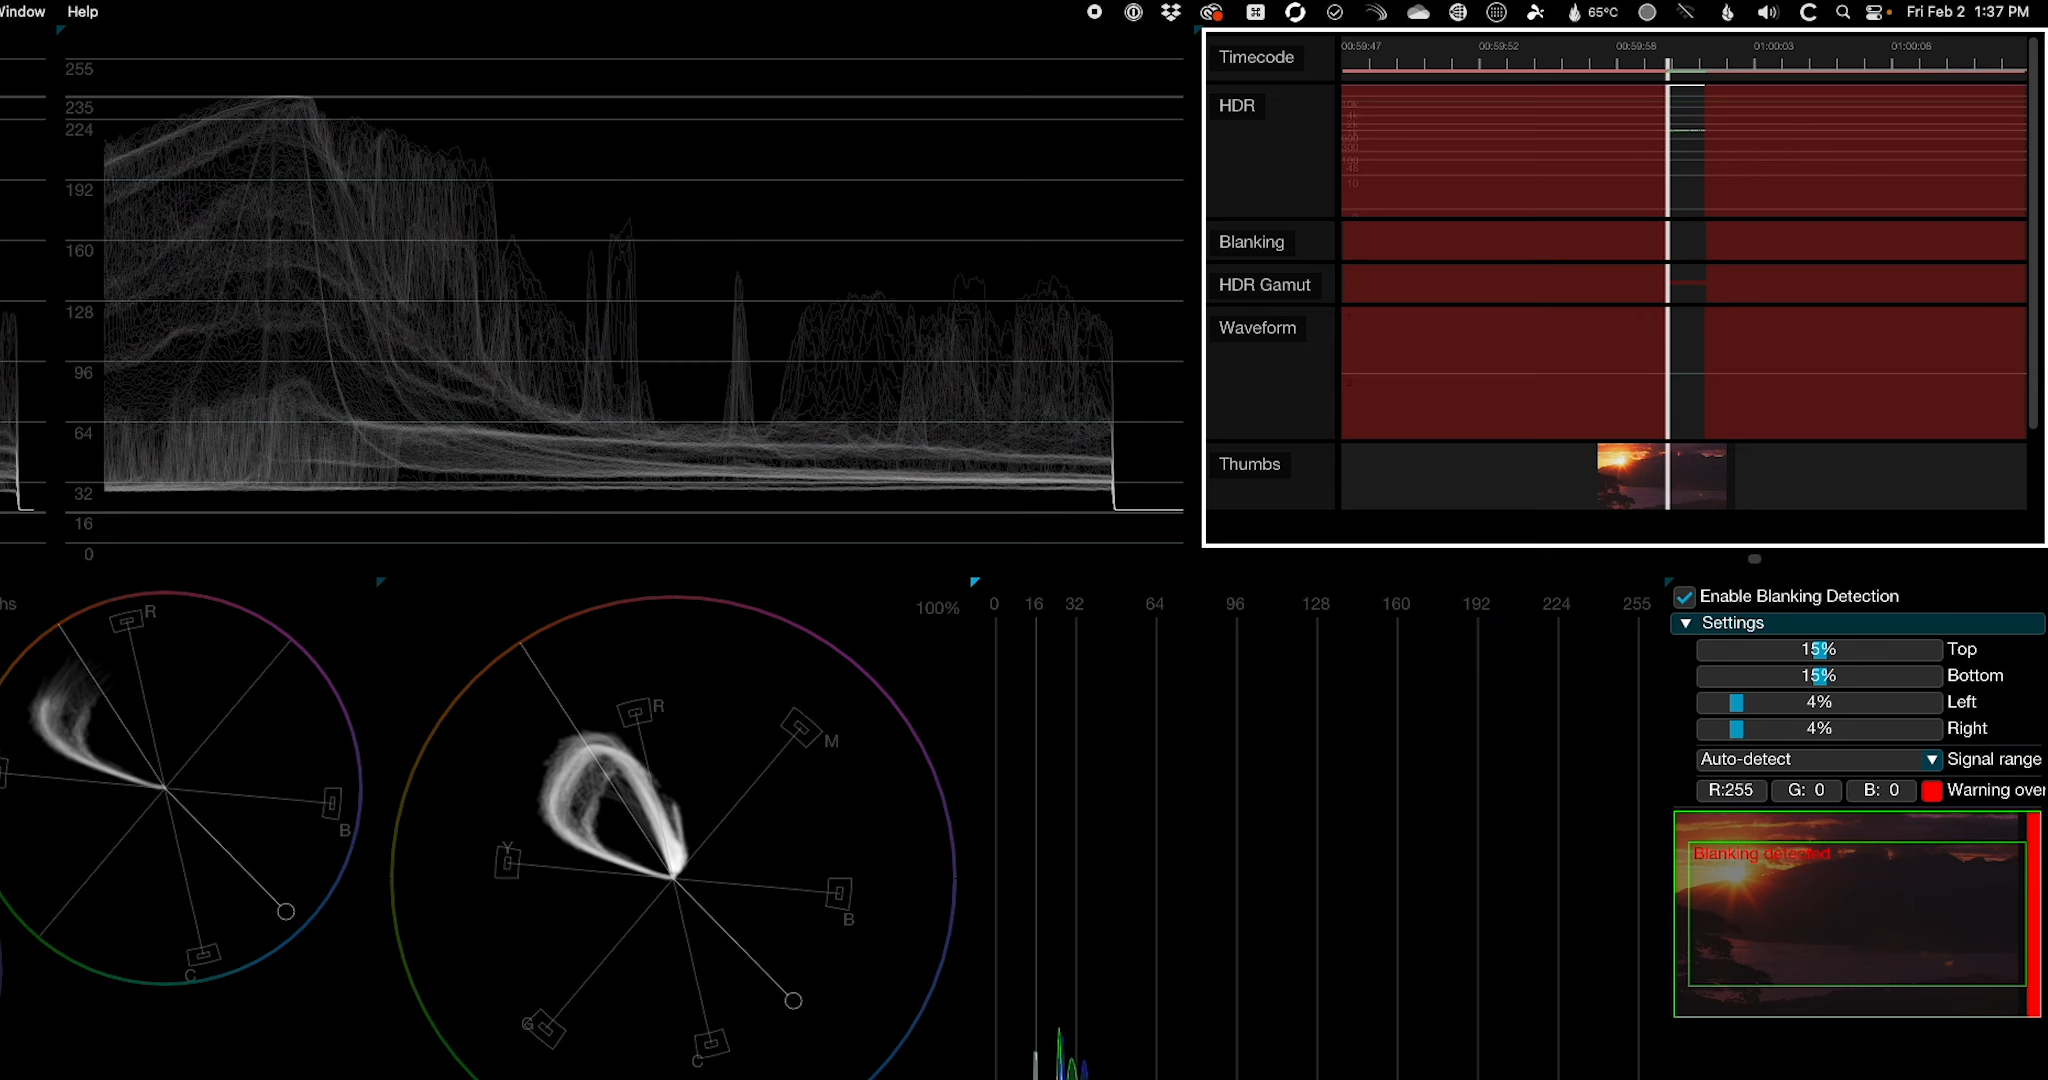 Window Help 65°C Fri Feb 2 1:37 PM
255
235
224
192
160
128
96
64
32
16
0
Timecode
00:59:47 00:59:52 00:59:58 01:00:03 01:00:08
HDR
Blanking
HDR Gamut
Waveform
Thumbs
hs
R
B
C
100%
R
M
Y
B
G
C
0 16 32 64 96 128 160 192 224 255
Enable Blanking Detection
Settings
15% Top
15% Bottom
4% Left
4% Right
Auto-detect Signal range
R:255 G: 0 B: 0 Warning over
Blanking detected